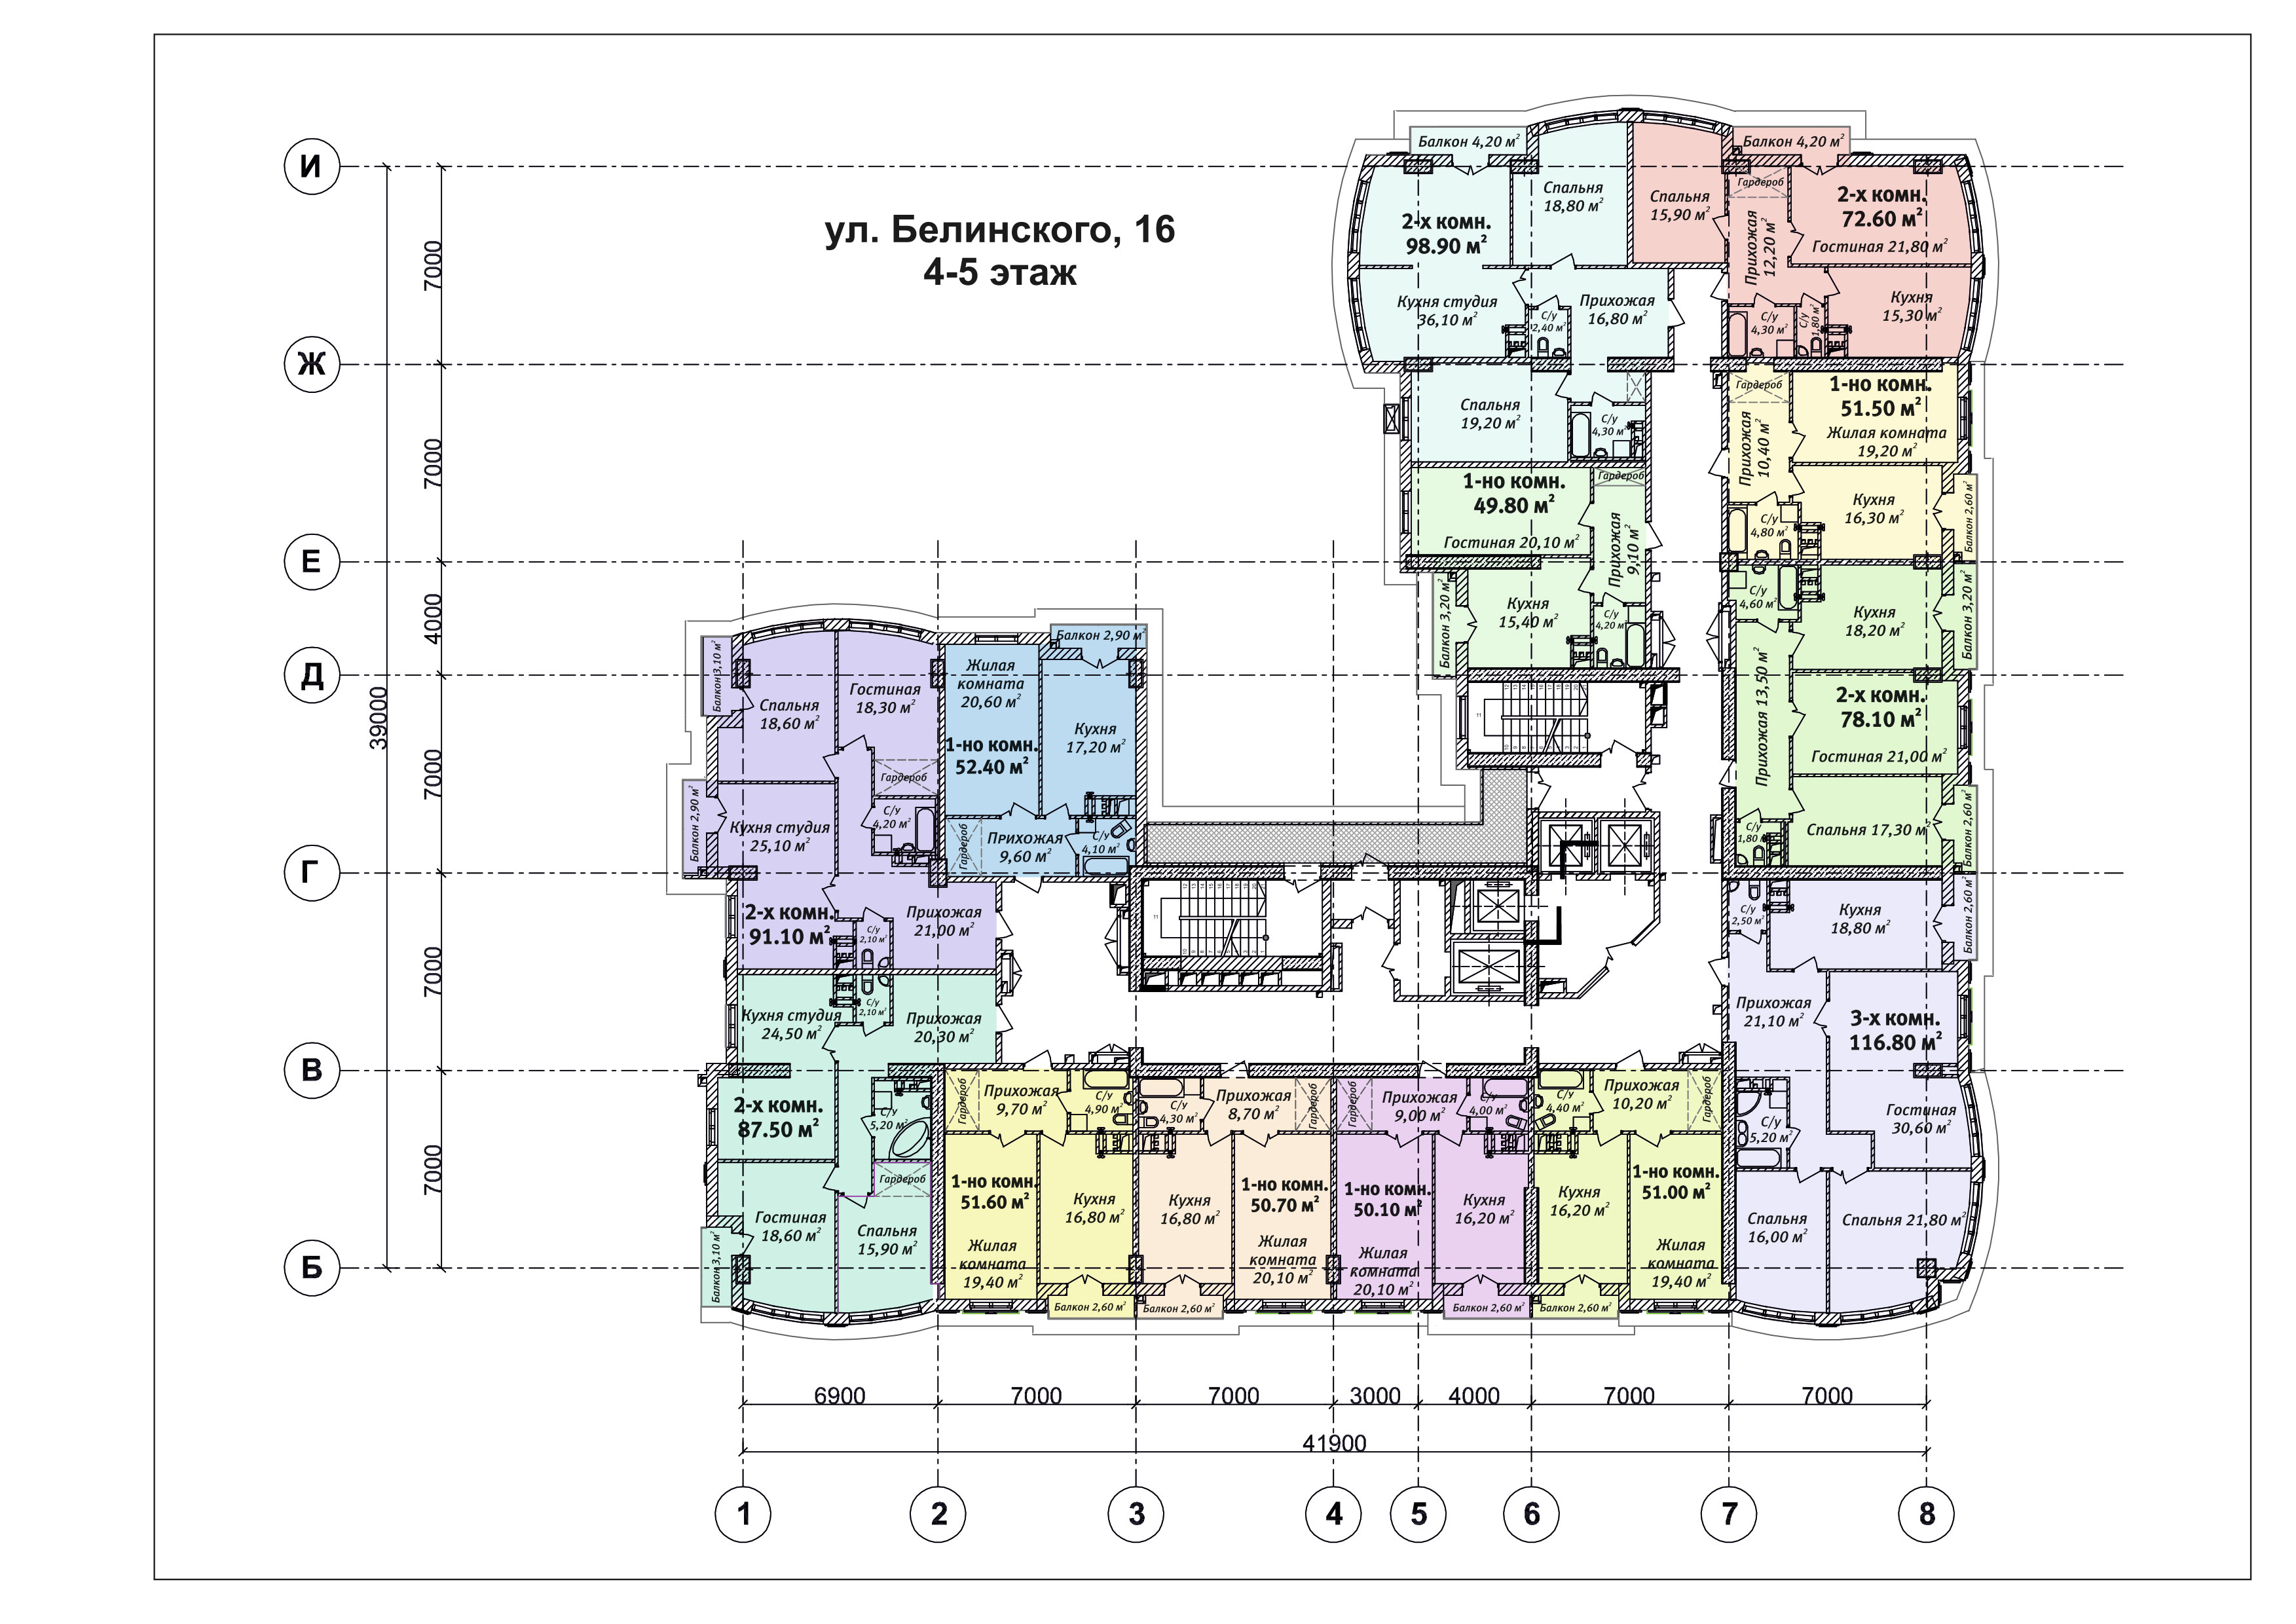 ул. Белинского, 16
4-5 этаж
И
Ж
Е
Д
Г
В
Б
7000
7000
4000
7000
7000
7000
39000
Балкон 4,20 м²
Спальня
18,80 м²
2-х комн.
98.90 м²
Кухня студия
36,10 м²
С/у
2,40 м²
Прихожая
16,80 м²
Спальня
19,20 м²
С/у
4,30 м²
Балкон 4,20 м²
Спальня
15,90 м²
Гардероб
Прихожая
12,20 м²
2-х комн.
72.60 м²
Гостиная 21,80 м²
Кухня
15,30 м²
С/у
4,30 м²
С/у
1,80 м²
Гардероб
1-но комн.
51.50 м²
Жилая комната
19,20 м²
Прихожая
10,40 м²
Кухня
16,30 м²
С/у
4,80 м²
Балкон 2,60 м²
1-но комн.
49.80 м²
Гардероб
Гостиная 20,10 м²
Прихожая
9,10 м²
Кухня
15,40 м²
С/у
4,20 м²
Балкон 3,20 м²
С/у
4,60 м²
Кухня
18,20 м²
Балкон 3,20 м²
Прихожая 13,50 м²
2-х комн.
78.10 м²
Гостиная 21,00 м²
Спальня 17,30 м²
С/у
1,80 м²
Балкон 2,60 м²
С/у
2,50 м²
Кухня
18,80 м²
Балкон 2,60 м²
Прихожая
21,10 м²
3-х комн.
116.80 м²
Гостиная
30,60 м²
С/у
5,20 м²
Спальня
16,00 м²
Спальня 21,80 м²
Балкон 3,10 м²
Спальня
18,60 м²
Гостиная
18,30 м²
Гардероб
С/у
4,20 м²
Балкон 2,90 м²
Кухня студия
25,10 м²
2-х комн.
91.10 м²
С/у
2,10 м²
Прихожая
21,00 м²
Балкон 2,90 м²
Жилая
комната
20,60 м²
Кухня
17,20 м²
1-но комн.
52.40 м²
Гардероб
Прихожая
9,60 м²
С/у
4,10 м²
Кухня студия
24,50 м²
С/у
2,10 м²
Прихожая
20,30 м²
2-х комн.
87.50 м²
С/у
5,20 м²
Гардероб
Гостиная
18,60 м²
Спальня
15,90 м²
Балкон 3,10 м²
Гардероб
Прихожая
9,70 м²
С/у
4,90 м²
1-но комн.
51.60 м²
Кухня
16,80 м²
Жилая
комната
19,40 м²
Балкон 2,60 м²
С/у
4,30 м²
Прихожая
8,70 м²
Гардероб
Кухня
16,80 м²
1-но комн.
50.70 м²
Жилая
комната
20,10 м²
Балкон 2,60 м²
Гардероб
Прихожая
9,00 м²
С/у
4,00 м²
1-но комн.
50.10 м²
Кухня
16,20 м²
Жилая
комната
20,10 м²
Балкон 2,60 м²
С/у
4,40 м²
Прихожая
10,20 м²
Гардероб
Кухня
16,20 м²
1-но комн.
51.00 м²
Жилая
комната
19,40 м²
Балкон 2,60 м²
6900
7000
7000
3000
4000
7000
7000
41900
1
2
3
4
5
6
7
8